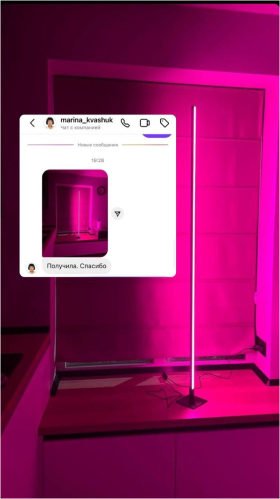 marina_kvashuk
Чат с компанией
Новые сообщения
19:28
Получила. Спасибо